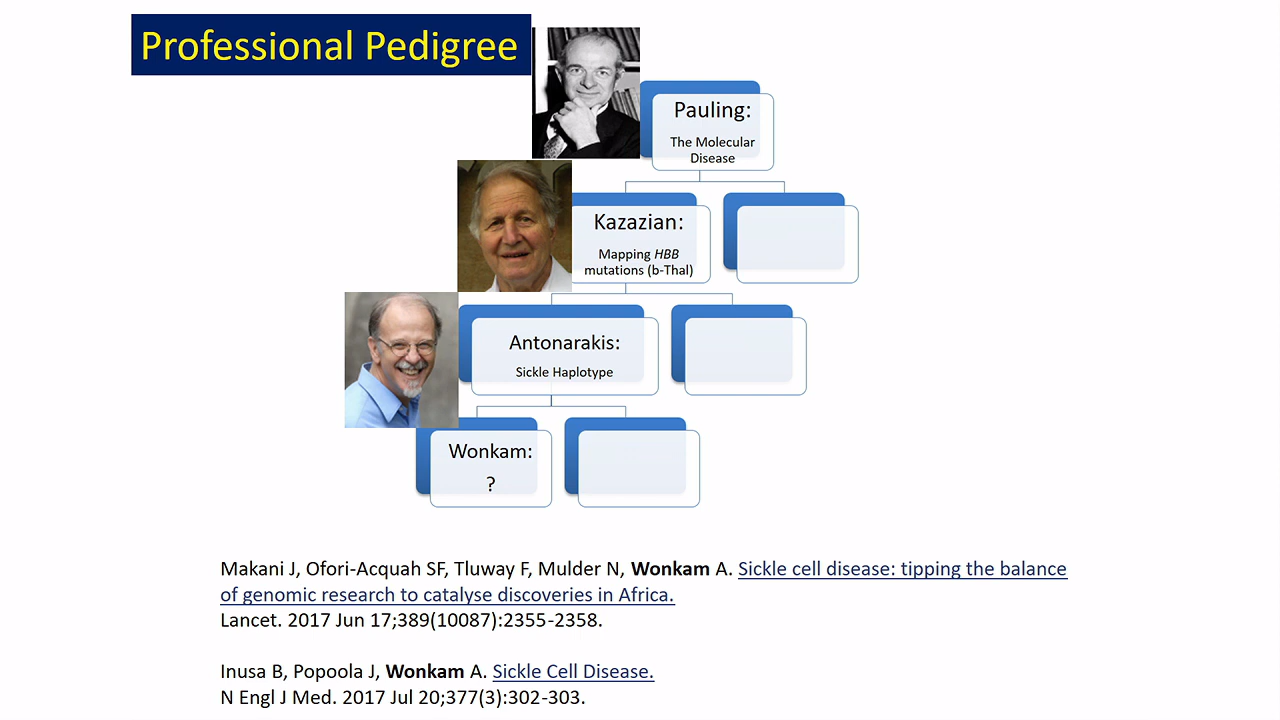 Professional Pedigree
Pauling:
The Molecular
Disease
Kazazian:
Mapping HBB
mutations (b-Thal)
Antonarakis:
Sickle Haplotype
Wonkam:
?
Makani J, Ofori-Acquah SF, Tluway F, Mulder N, Wonkam A. Sickle cell disease: tipping the balance
of genomic research to catalyse discoveries in Africa.
Lancet. 2017 Jun 17;389(10087):2355-2358.
Inusa B, Popoola J, Wonkam A. Sickle Cell Disease.
N Engl J Med. 2017 Jul 20;377(3):302-303.